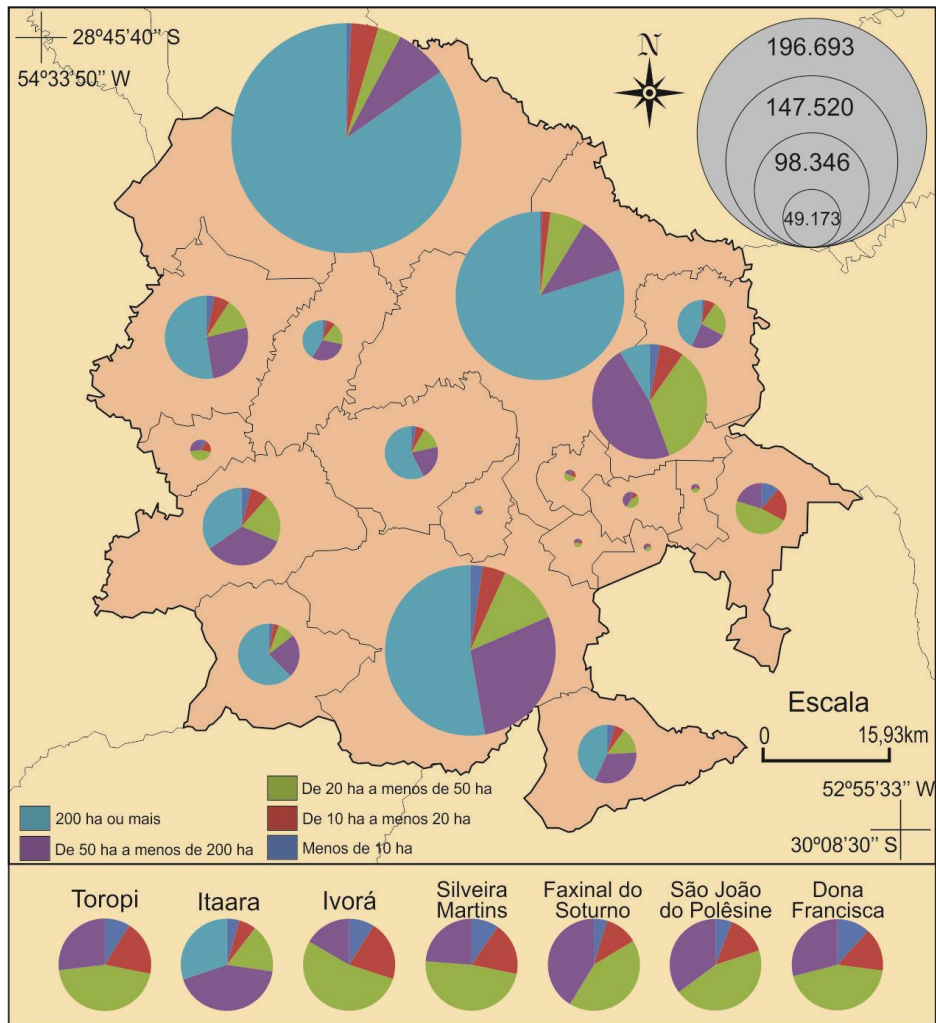 28º45'40'' S
54º33'50'' W
N
196.693
147.520
98.346
49.173
Escala
0 15,93km
52º55'33'' W
30º08'30'' S
De 20 ha a menos de 50 ha
200 ha ou mais
De 10 ha a menos 20 ha
De 50 ha a menos de 200 ha
Menos de 10 ha
Toropi
Itaara
Ivorá
Silveira
Martins
Faxinal do
Soturno
São João
do Polêsine
Dona
Francisca